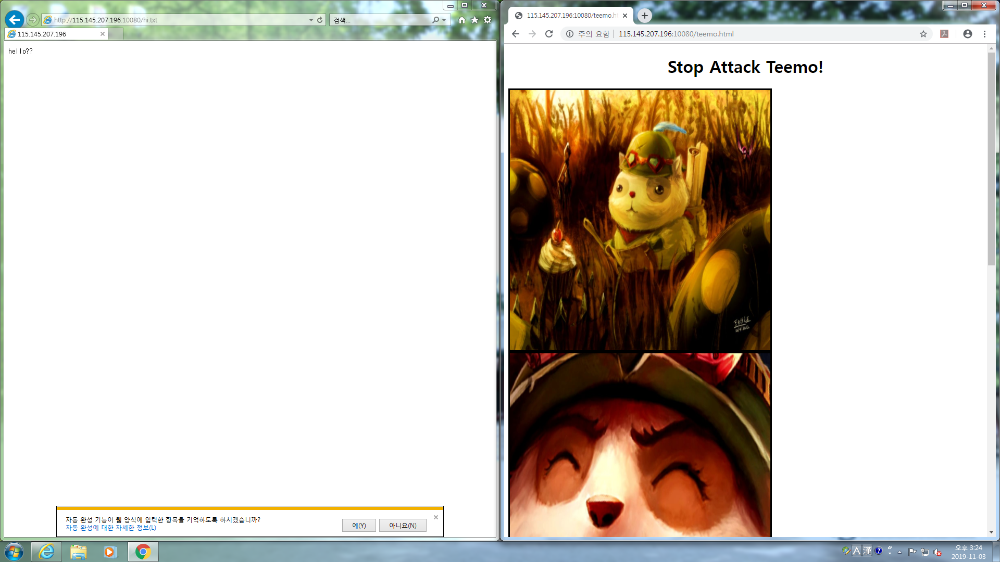 http://115.145.207.196:10080/hi.txt
검색...
115.145.207.196
hello??
자동 완성 기능이 웹 양식에 입력한 항목을 기억하도록 하시겠습니까?
자동 완성에 대한 자세한 정보(L)
예(Y)
아니요(N)
115.145.207.196:10080/teemo.ht
주의 요함
115.145.207.196:10080/teemo.html
Stop Attack Teemo!
A 漢
오후 3:24
2019-11-03